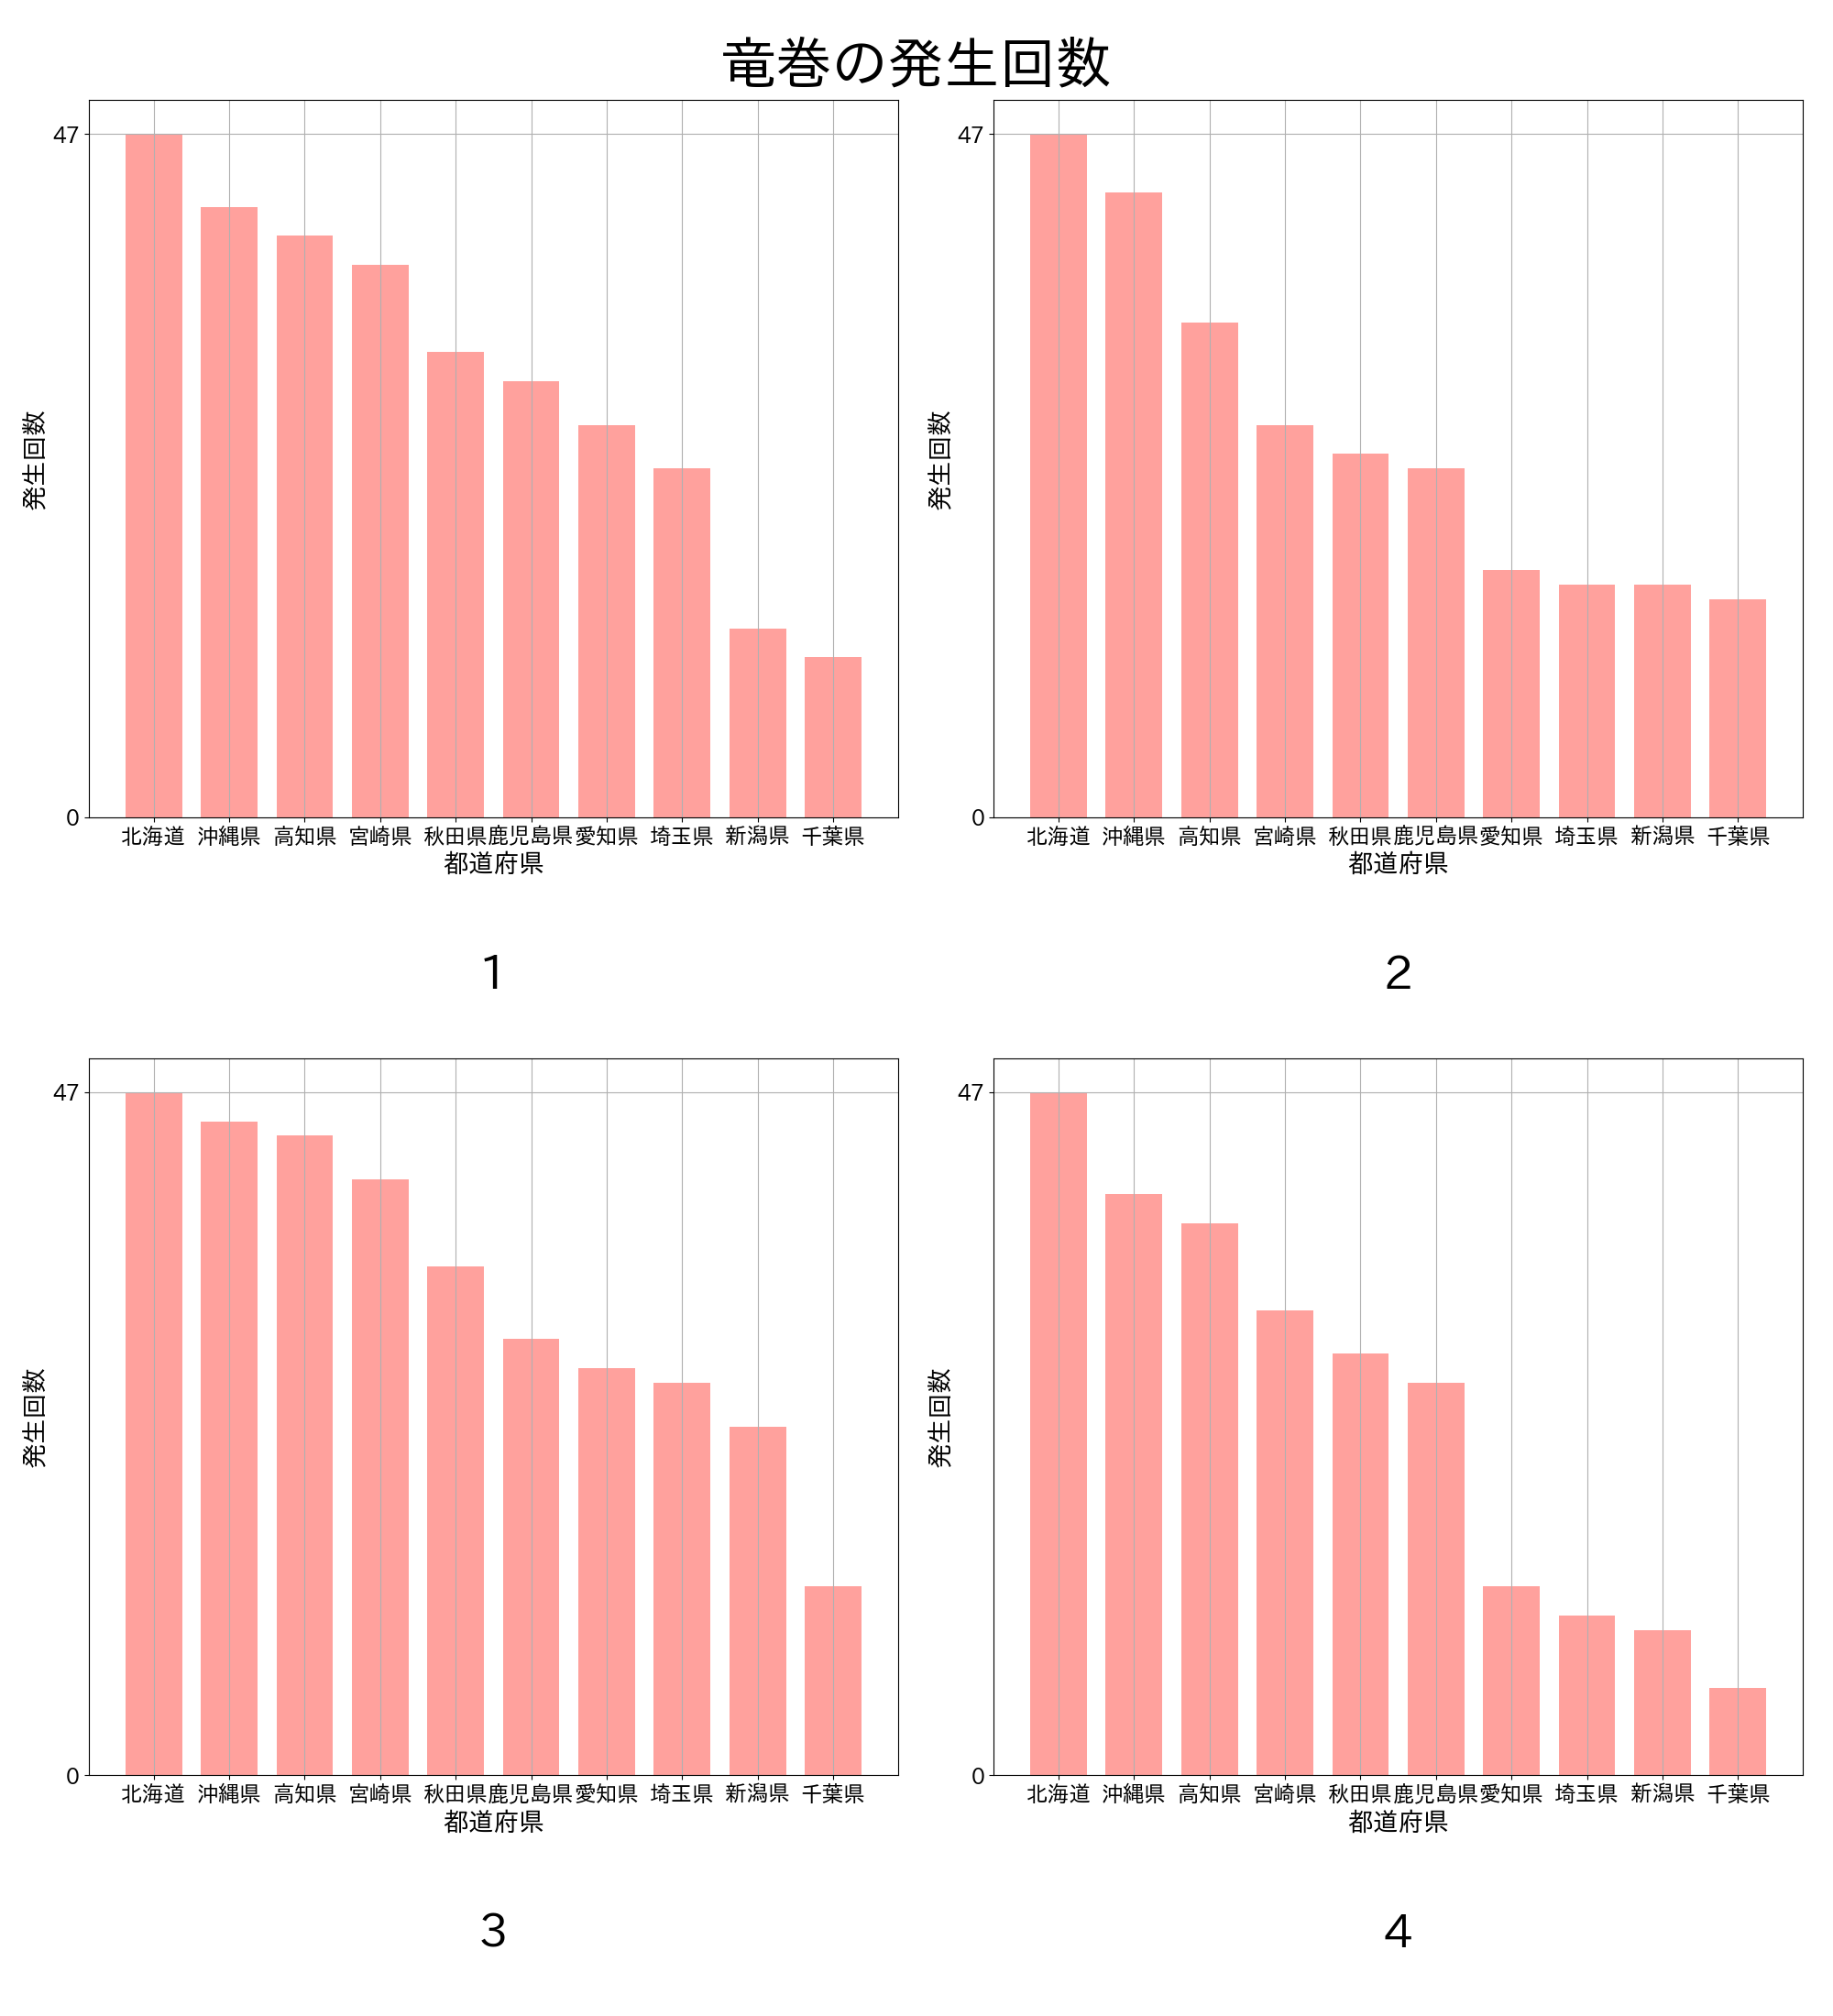 竜巻の発生回数
47
0
発生回数
北海道 沖縄県 高知県 宮崎県 秋田県 鹿児島県 愛知県 埼玉県 新潟県 千葉県
都道府県
1
47
0
発生回数
北海道 沖縄県 高知県 宮崎県 秋田県 鹿児島県 愛知県 埼玉県 新潟県 千葉県
都道府県
2
47
0
発生回数
北海道 沖縄県 高知県 宮崎県 秋田県 鹿児島県 愛知県 埼玉県 新潟県 千葉県
都道府県
3
47
0
発生回数
北海道 沖縄県 高知県 宮崎県 秋田県 鹿児島県 愛知県 埼玉県 新潟県 千葉県
都道府県
4